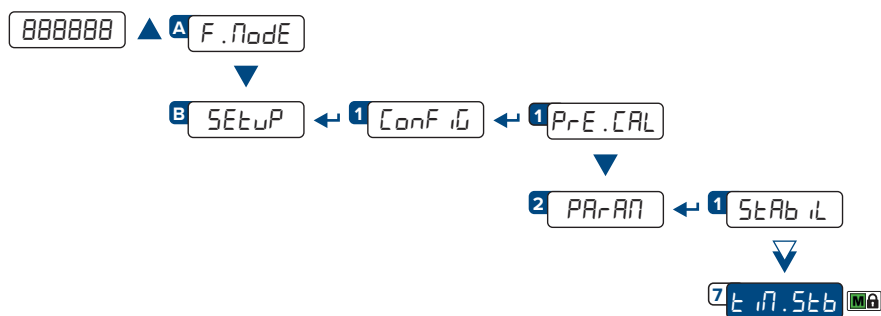 888888 A F.ModE
B SEtuP 1 ConFiG 1 PrE.CAL
2 PArAM 1 StAbiL
7 tiM.Stb M